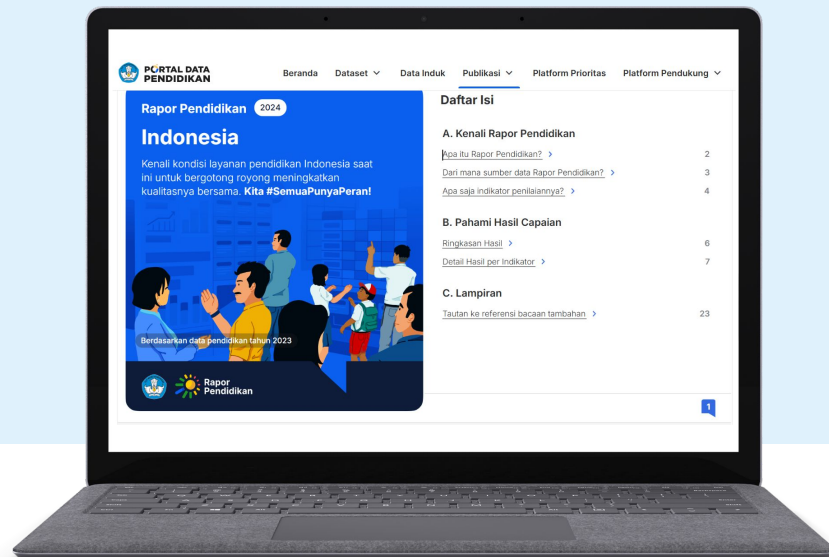 PORTAL DATA
PENDIDIKAN
Beranda
Dataset
Data Induk
Publikasi
Platform Prioritas
Platform Pendukung
Rapor Pendidikan 2024
Indonesia
Kenali kondisi layanan pendidikan Indonesia saat
ini untuk bergotong royong meningkatkan
kualitasnya bersama. Kita #SemuaPunyaPeran!
Berdasarkan data pendidikan tahun 2023
Rapor
Pendidikan
Daftar Isi
A. Kenali Rapor Pendidikan
Apa itu Rapor Pendidikan? > 2
Dari mana sumber data Rapor Pendidikan? > 3
Apa saja indikator penilaiannya? > 4
B. Pahami Hasil Capaian
Ringkasan Hasil > 6
Detail Hasil per Indikator > 7
C. Lampiran
Tautan ke referensi bacaan tambahan > 23
1